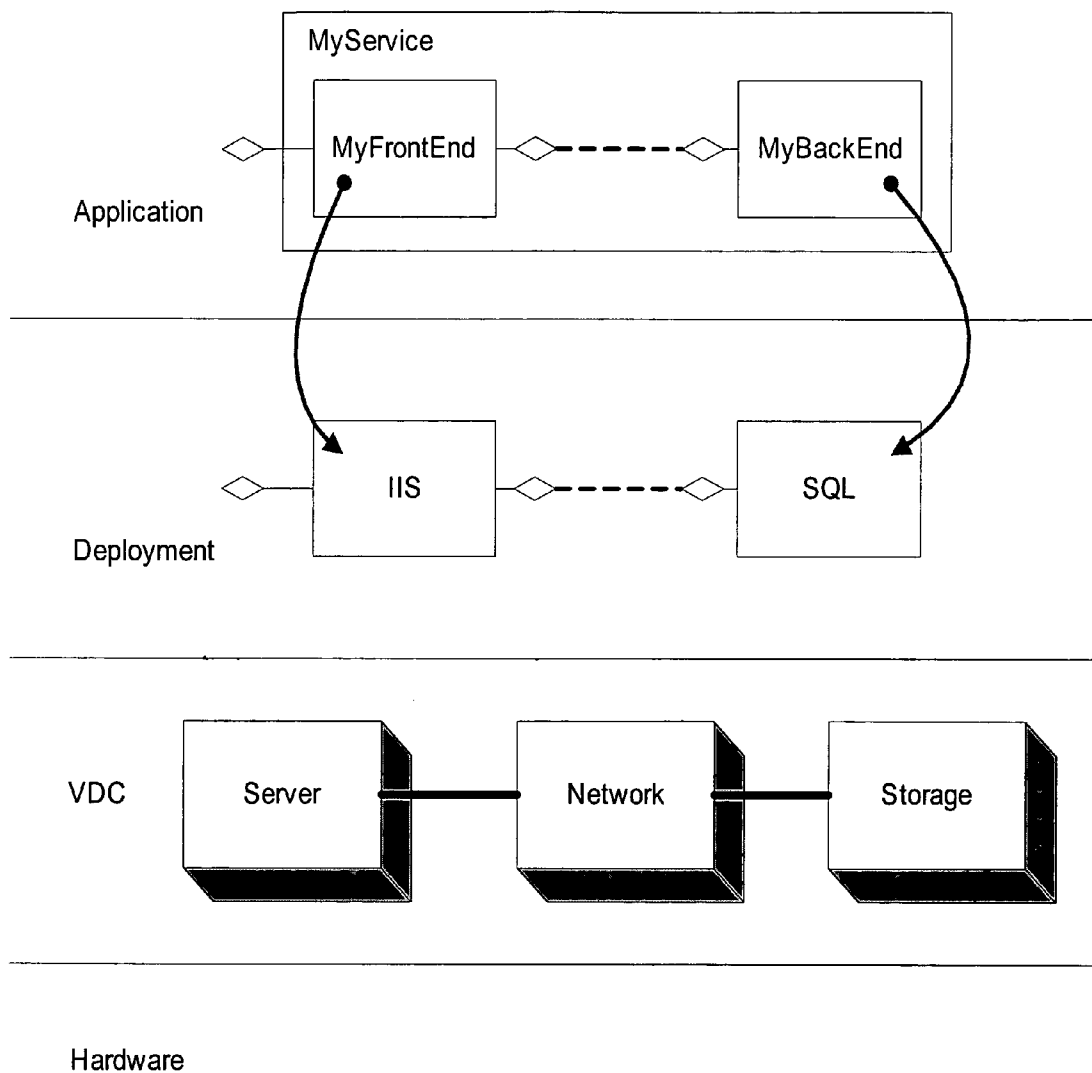 MyService
MyFrontEnd
MyBackEnd
Application
IIS
SQL
Deployment
VDC
Server
Network
Storage
Hardware